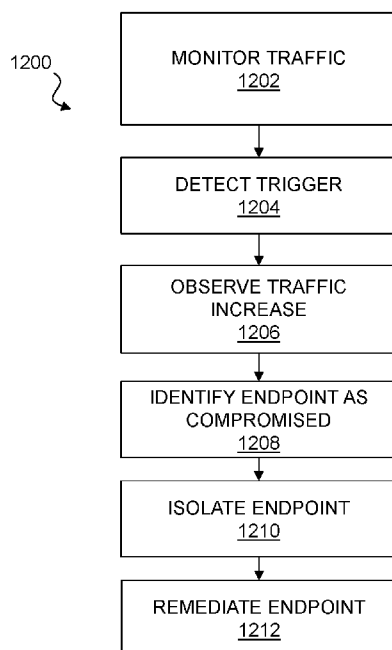 1200
MONITOR TRAFFIC
1202
DETECT TRIGGER
1204
OBSERVE TRAFFIC
INCREASE
1206
IDENTIFY ENDPOINT AS
COMPROMISED
1208
ISOLATE ENDPOINT
1210
REMEDIATE ENDPOINT
1212